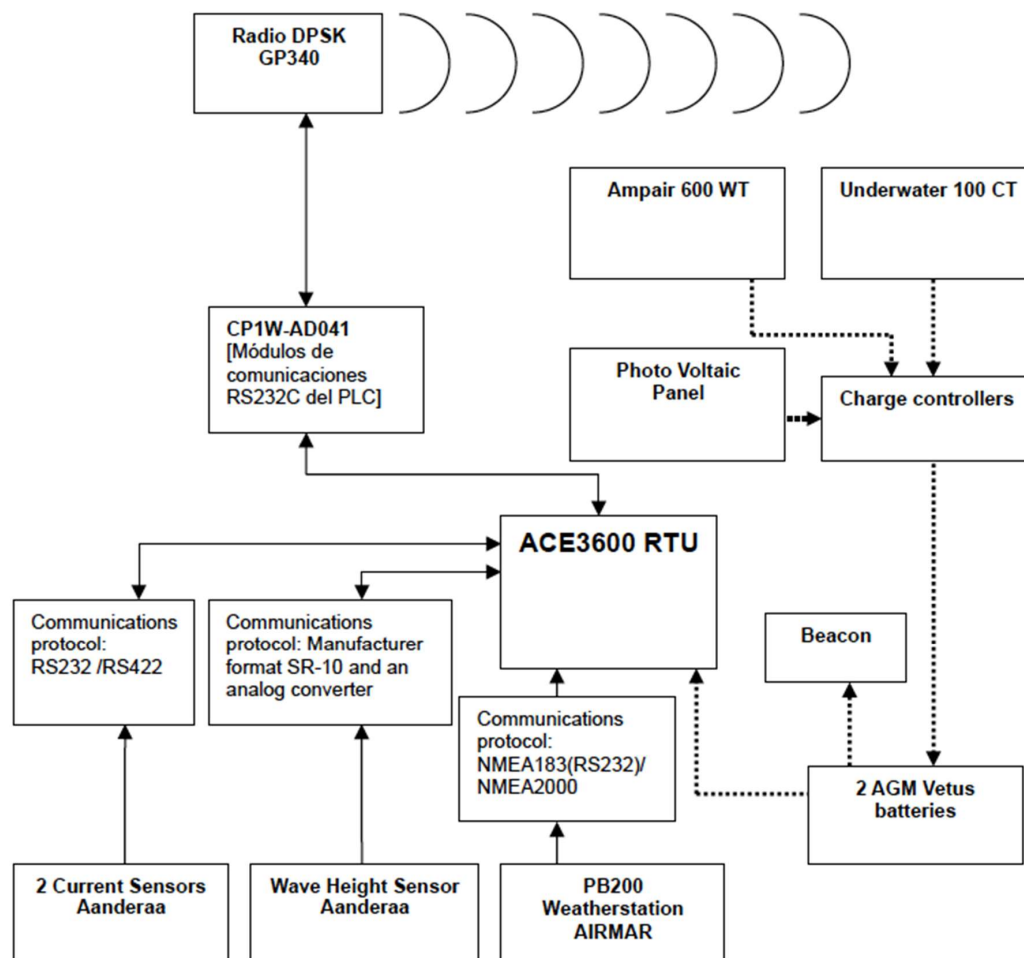 Radio DPSK
GP340
Ampair 600 WT
Underwater 100 CT
CP1W-AD041
[Módulos de
comunicaciones
RS232C del PLC]
Photo Voltaic
Panel
Charge controllers
ACE3600 RTU
Communications
protocol:
RS232 /RS422
Communications
protocol: Manufacturer
format SR-10 and an
analog converter
Beacon
Communications
protocol:
NMEA183(RS232)/
NMEA2000
2 AGM Vetus
batteries
2 Current Sensors
Aanderaa
Wave Height Sensor
Aanderaa
PB200
Weatherstation
AIRMAR